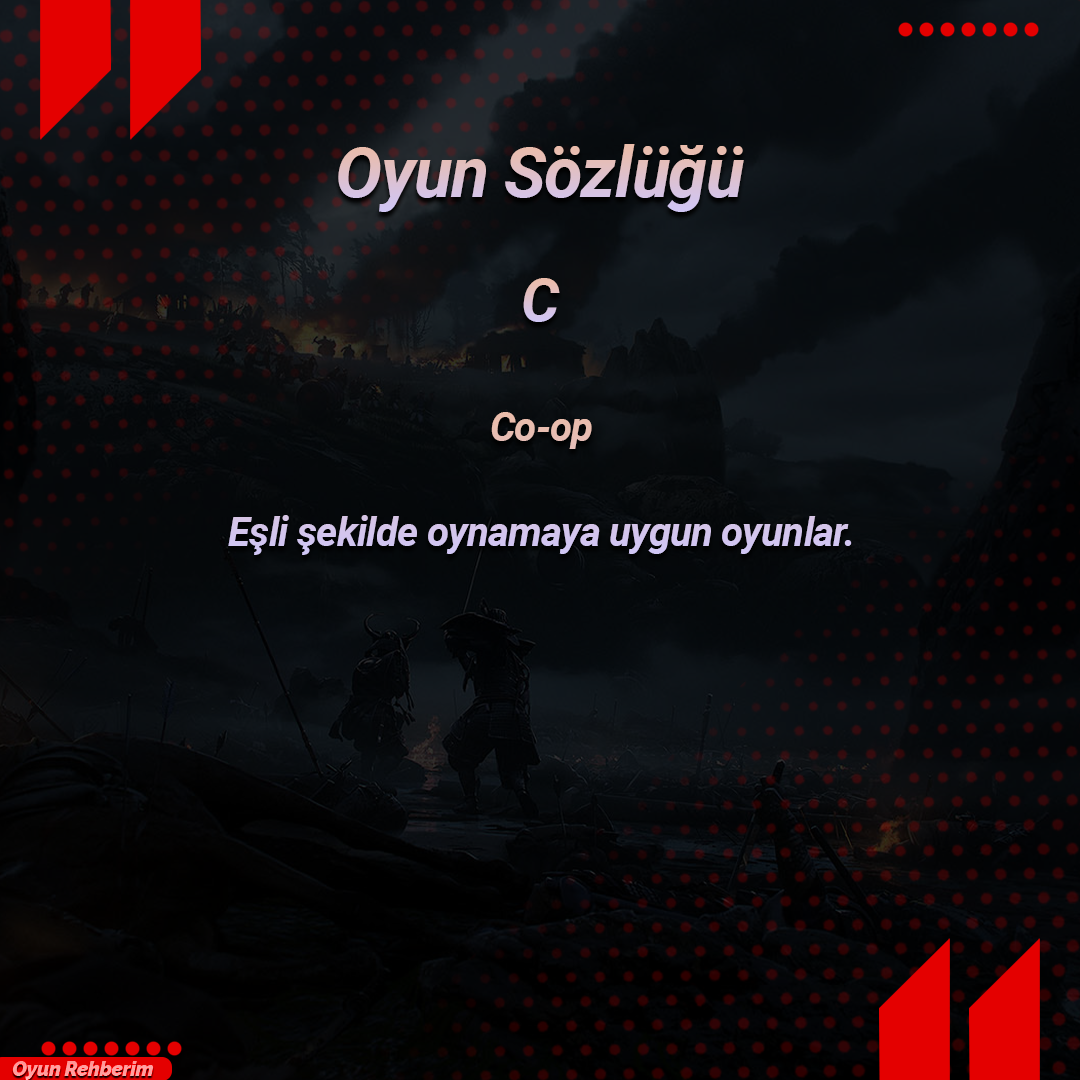 Oyun Sözlüğü
C
Co-op
Eşli şekilde oynamaya uygun oyunlar.
Oyun Rehberim